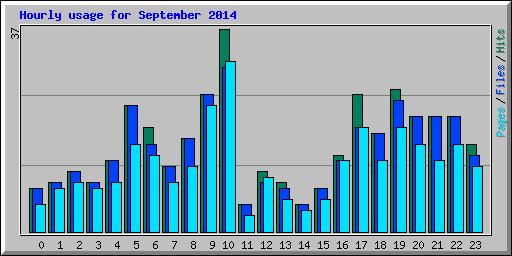 Hourly usage for September 2014
37
Pages/Files/Hits
0 1 2 3 4 5 6 7 8 9 10 11 12 13 14 15 16 17 18 19 20 21 22 23